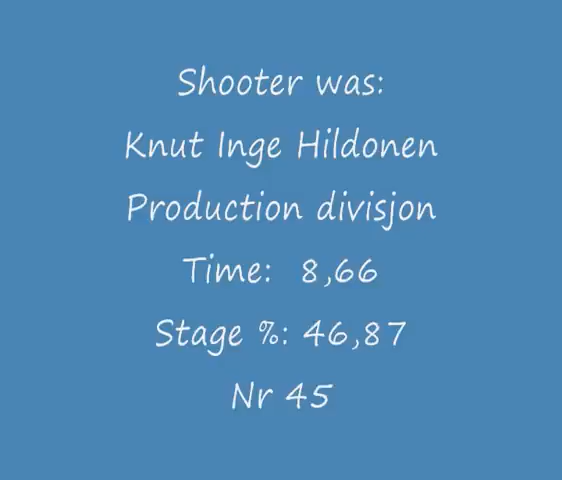 Shooter was:
Knut Inge Hildonen
Production divisjon
Time: 8,66
Stage %: 46,87
Nr 45